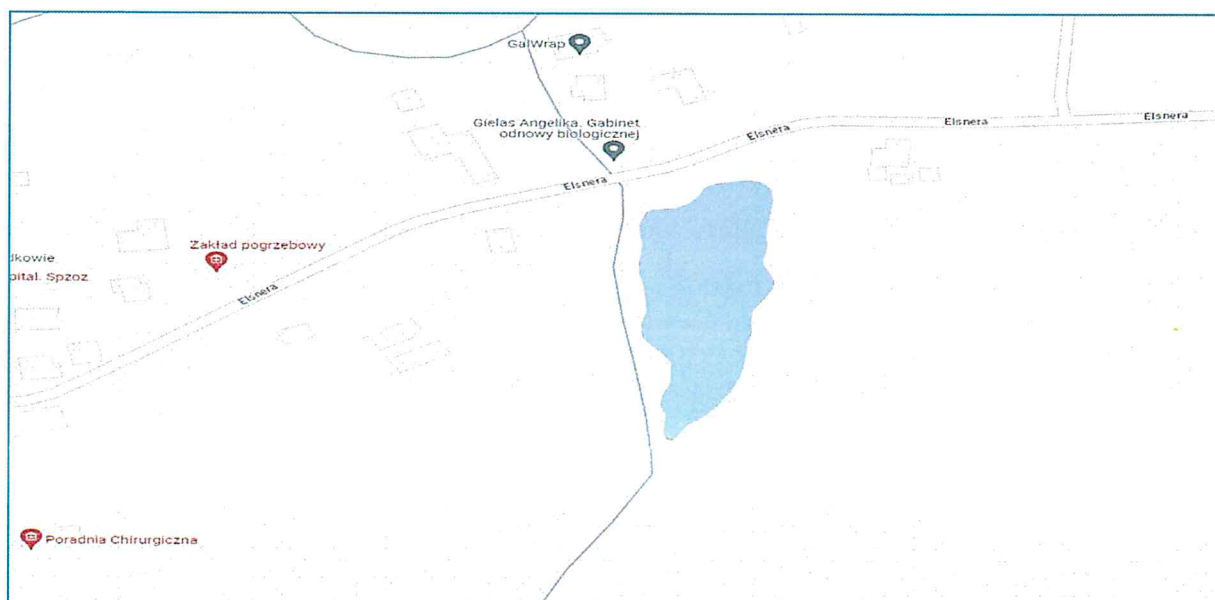 GalWrap
Gielas Angelika. Gabinet
odnowy biologicznej
Elsnera
Elsnera
Elsnera
Elsnera
Zakład pogrzebowy
dkowie
pital. Spzoz
Elsnera
Poradnia Chirurgiczna